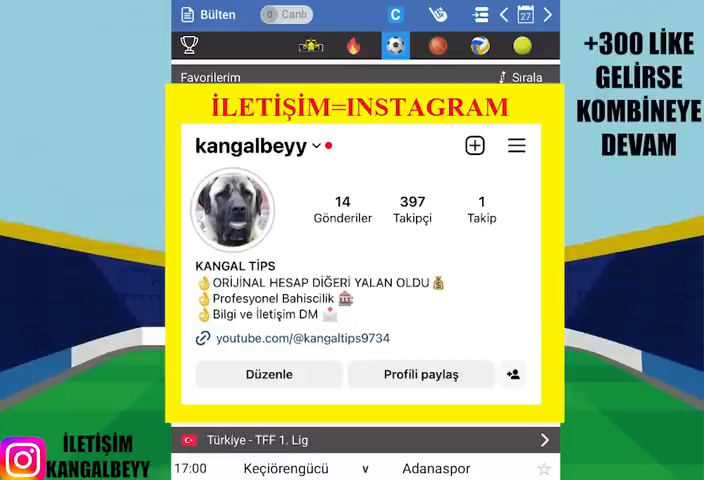 Bülten
0 Canlı
C
27
Favorilerim
Sırala
İLETİŞİM=INSTAGRAM
kangalbeyy
14
397
1
Gönderiler
Takipçi
Takip
KANGAL TİPS
👌ORİJİNAL HESAP DİĞERİ YALAN OLDU💰
👌Profesyonel Bahiscilik🎰
👌Bilgi ve İletişim DM 📩
youtube.com/@kangaltips9734
Düzenle
Profili paylaş
Türkiye - TFF 1. Lig
17:00 Keçiörengücü v Adanaspor
+300 LİKE
GELİRSE
KOMBİNEYE
DEVAM
İLETİŞİM
KANGALBEYY